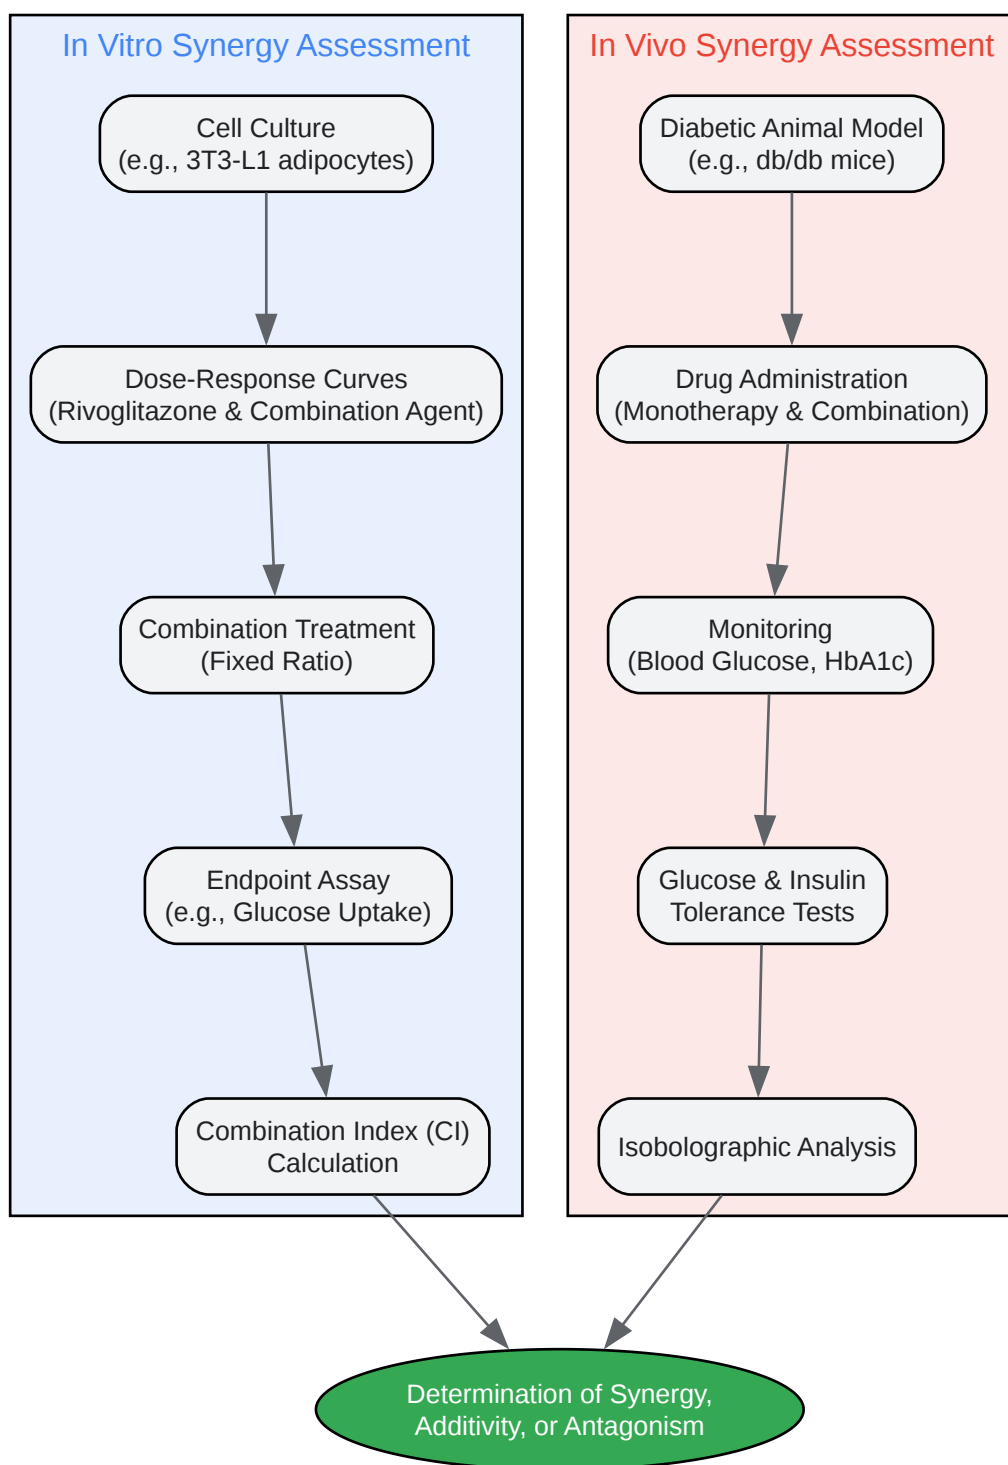 In Vitro Synergy Assessment
Cell Culture
(e.g., 3T3-L1 adipocytes)
Dose-Response Curves
(Rivoglitazone & Combination Agent)
Combination Treatment
(Fixed Ratio)
Endpoint Assay
(e.g., Glucose Uptake)
Combination Index (CI)
Calculation
In Vivo Synergy Assessment
Diabetic Animal Model
(e.g., db/db mice)
Drug Administration
(Monotherapy & Combination)
Monitoring
(Blood Glucose, HbA1c)
Glucose & Insulin
Tolerance Tests
Isobolographic Analysis
Determination of Synergy,
Additivity, or Antagonism